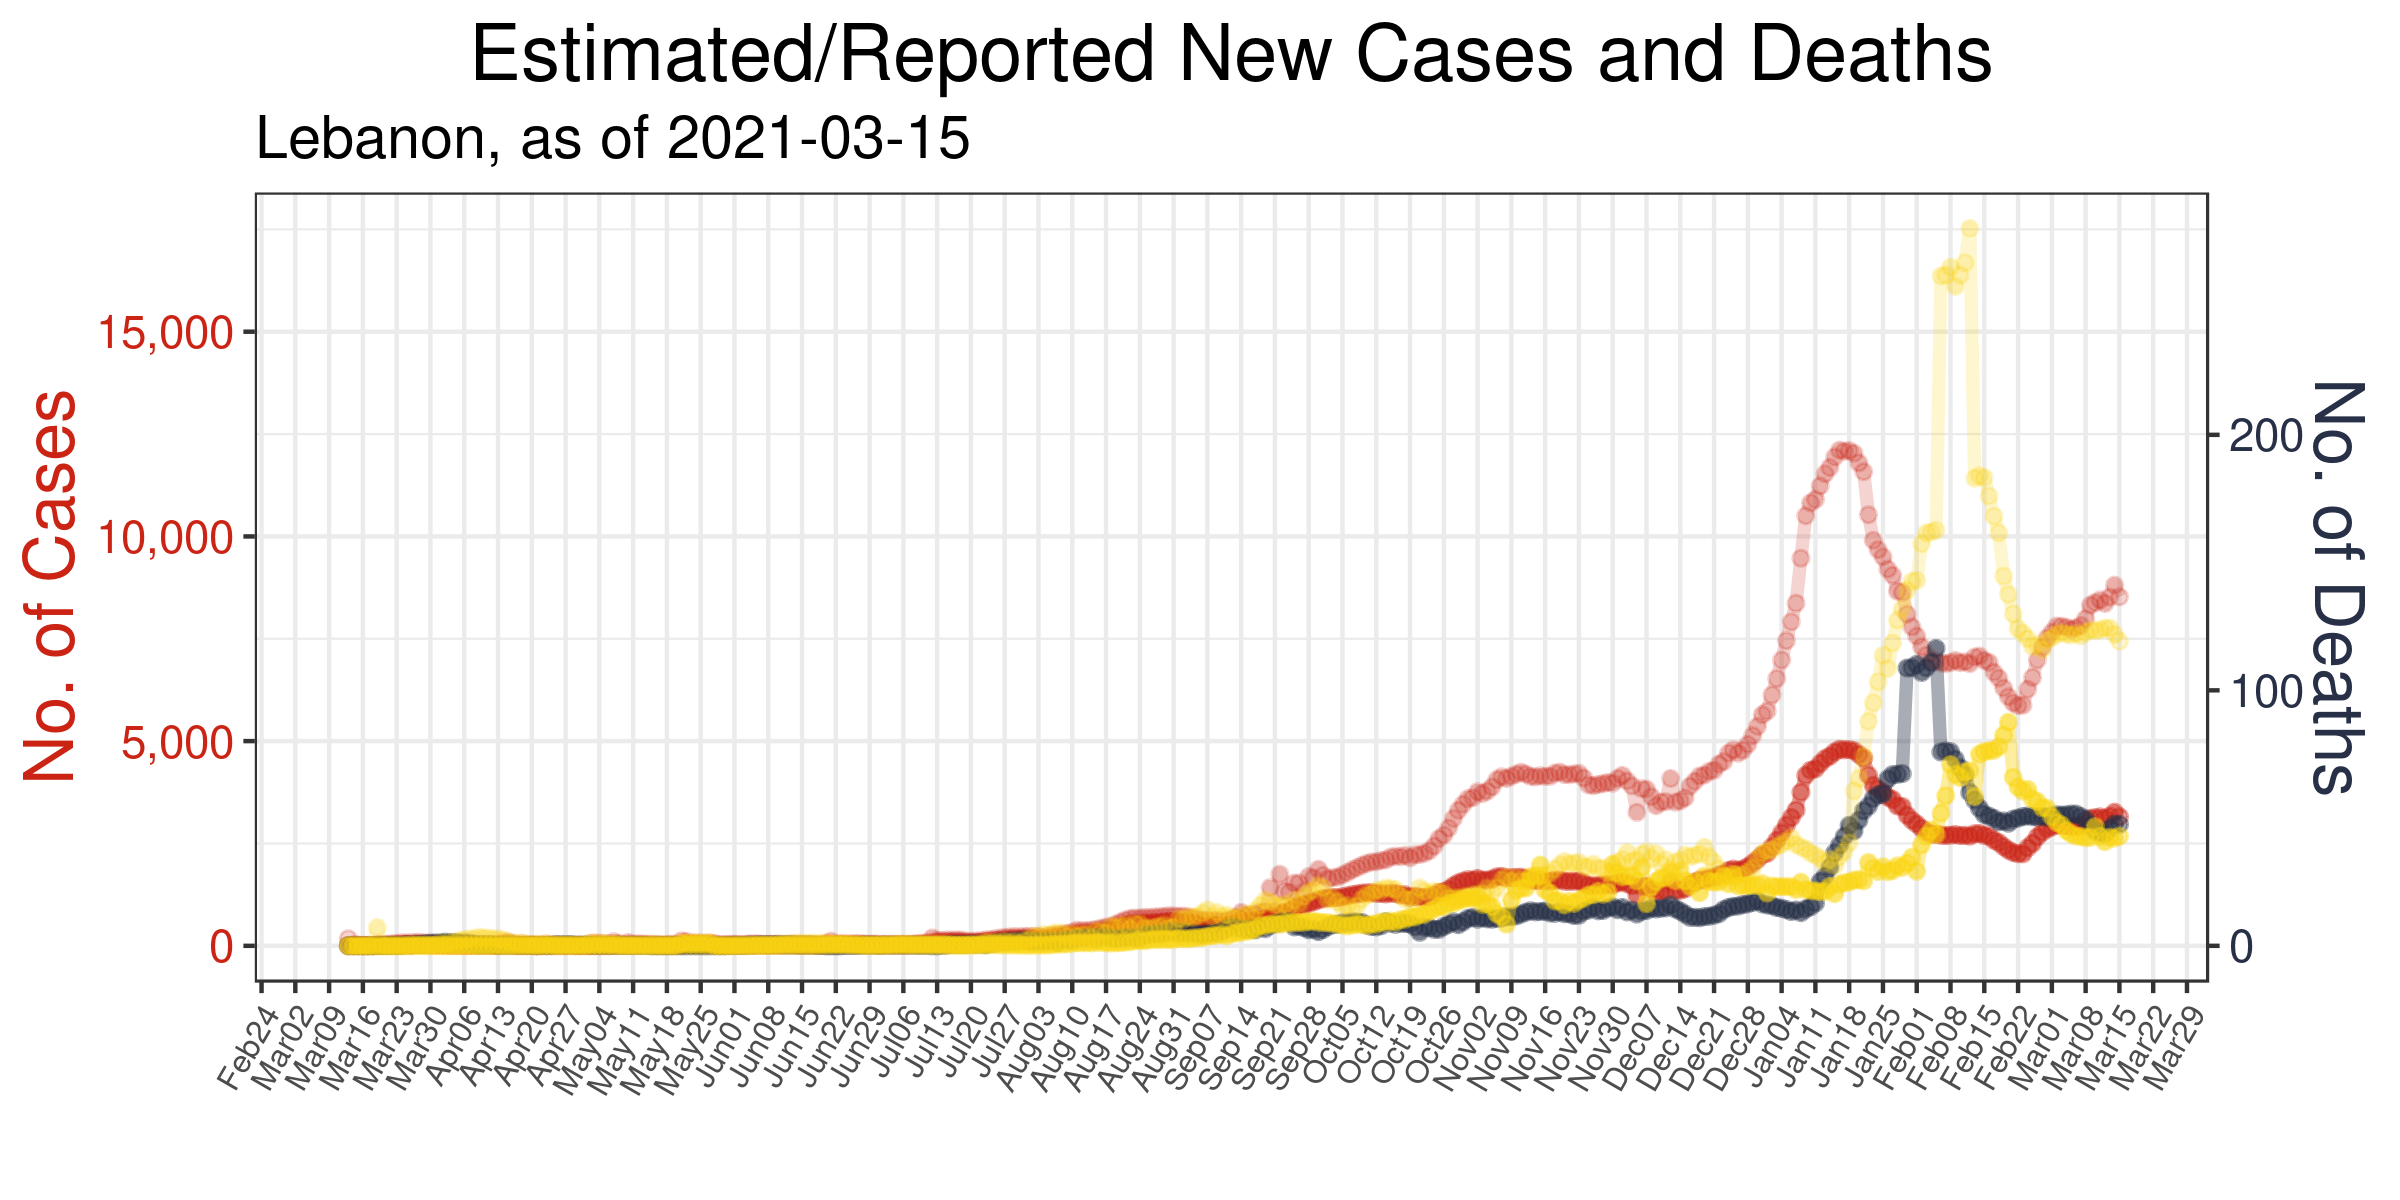 Estimated/Reported New Cases and Deaths
Lebanon, as of 2021-03-15
No. of Cases
15,000
10,000
5,000
0
No. of Deaths
200
100
0
Feb24
Mar02
Mar09
Mar16
Mar23
Mar30
Apr06
Apr13
Apr20
Apr27
May04
May11
May18
May25
Jun01
Jun08
Jun15
Jun22
Jun29
Jul06
Jul13
Jul20
Jul27
Aug03
Aug10
Aug17
Aug24
Aug31
Sep07
Sep14
Sep21
Sep28
Oct05
Oct12
Oct19
Oct26
Nov02
Nov09
Nov16
Nov23
Nov30
Dec07
Dec14
Dec21
Dec28
Jan04
Jan11
Jan18
Jan25
Feb01
Feb08
Feb15
Feb22
Mar01
Mar08
Mar15
Mar22
Mar29